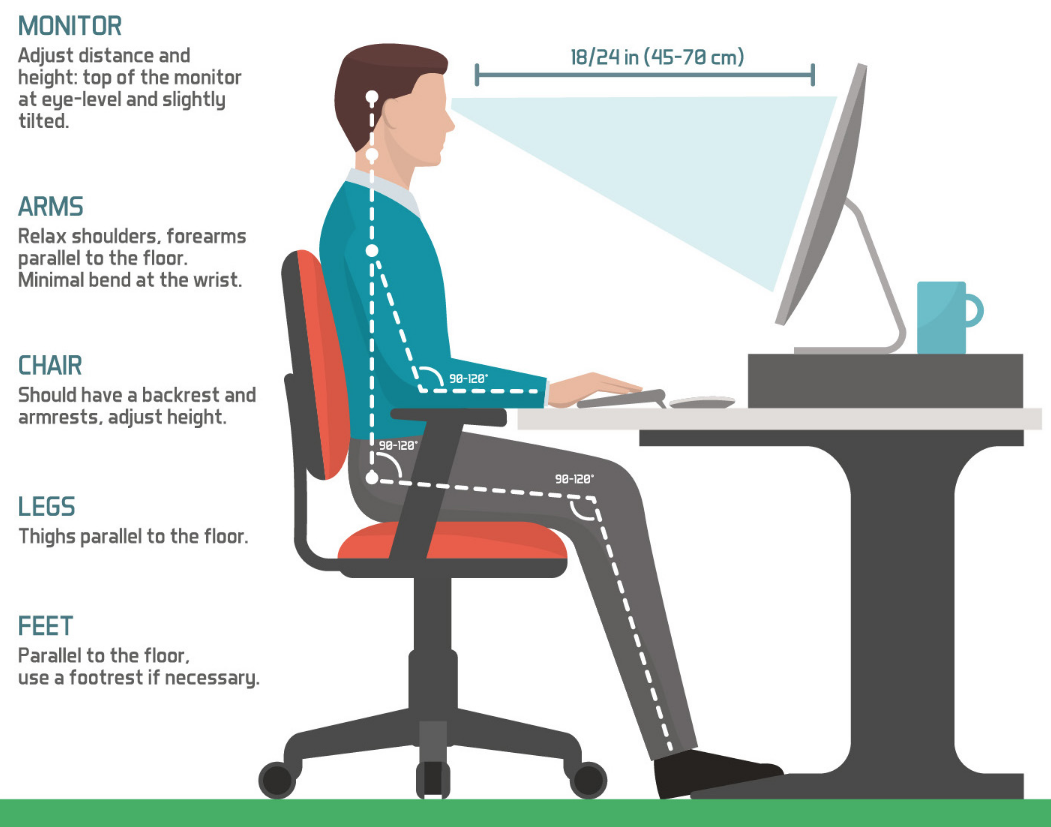 MONITOR
Adjust distance and
height: top of the monitor
at eye-level and slightly
tilted.
18/24 in (45-70 cm)
ARMS
Relax shoulders, forearms
parallel to the floor.
Minimal bend at the wrist.
CHAIR
Should have a backrest and
armrests, adjust height.
90-120°
90-120°
90-120°
LEGS
Thighs parallel to the floor.
FEET
Parallel to the floor,
use a footrest if necessary.